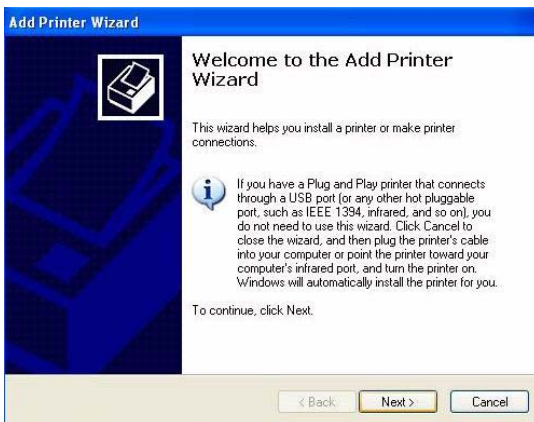 Add Printer Wizard
Welcome to the Add Printer
Wizard
This wizard helps you install a printer or make printer
connections.
If you have a Plug and Play printer that connects
through a USB port (or any other hot pluggable
port, such as IEEE 1394, infrared, and so on), you
do not need to use this wizard. Click Cancel to
close the wizard, and then plug the printer's cable
into your computer or point the printer toward your
computer's infrared port, and turn the printer on.
Windows will automatically install the printer for you.
To continue, click Next.
< Back
Next >
Cancel